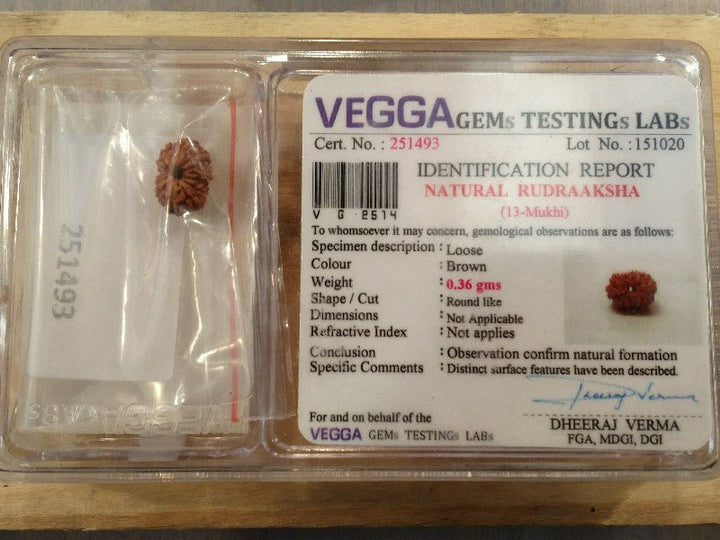 VEGGA GEMs TESTINGs LABs
Cert. No. : 251493 Lot No. :151020
V G 2514
IDENTIFICATION REPORT
NATURAL RUDRAAKSHA
(13-Mukhi)
To whomsoever it may concern, gemological observations are as follows:
Specimen description : Loose
Colour : Brown
Weight : 0.36 gms
Shape / Cut : Round like
Dimensions : Not Applicable
Refractive Index : Not applies
Conclusion : Observation confirm natural formation
Specific Comments : Distinct surface features have been described
Dheeraj Verma
For and on behalf of the
VEGGA GEMs TESTINGs LABs
DHEERAJ VERMA
FGA, MDGI, DGI
251493